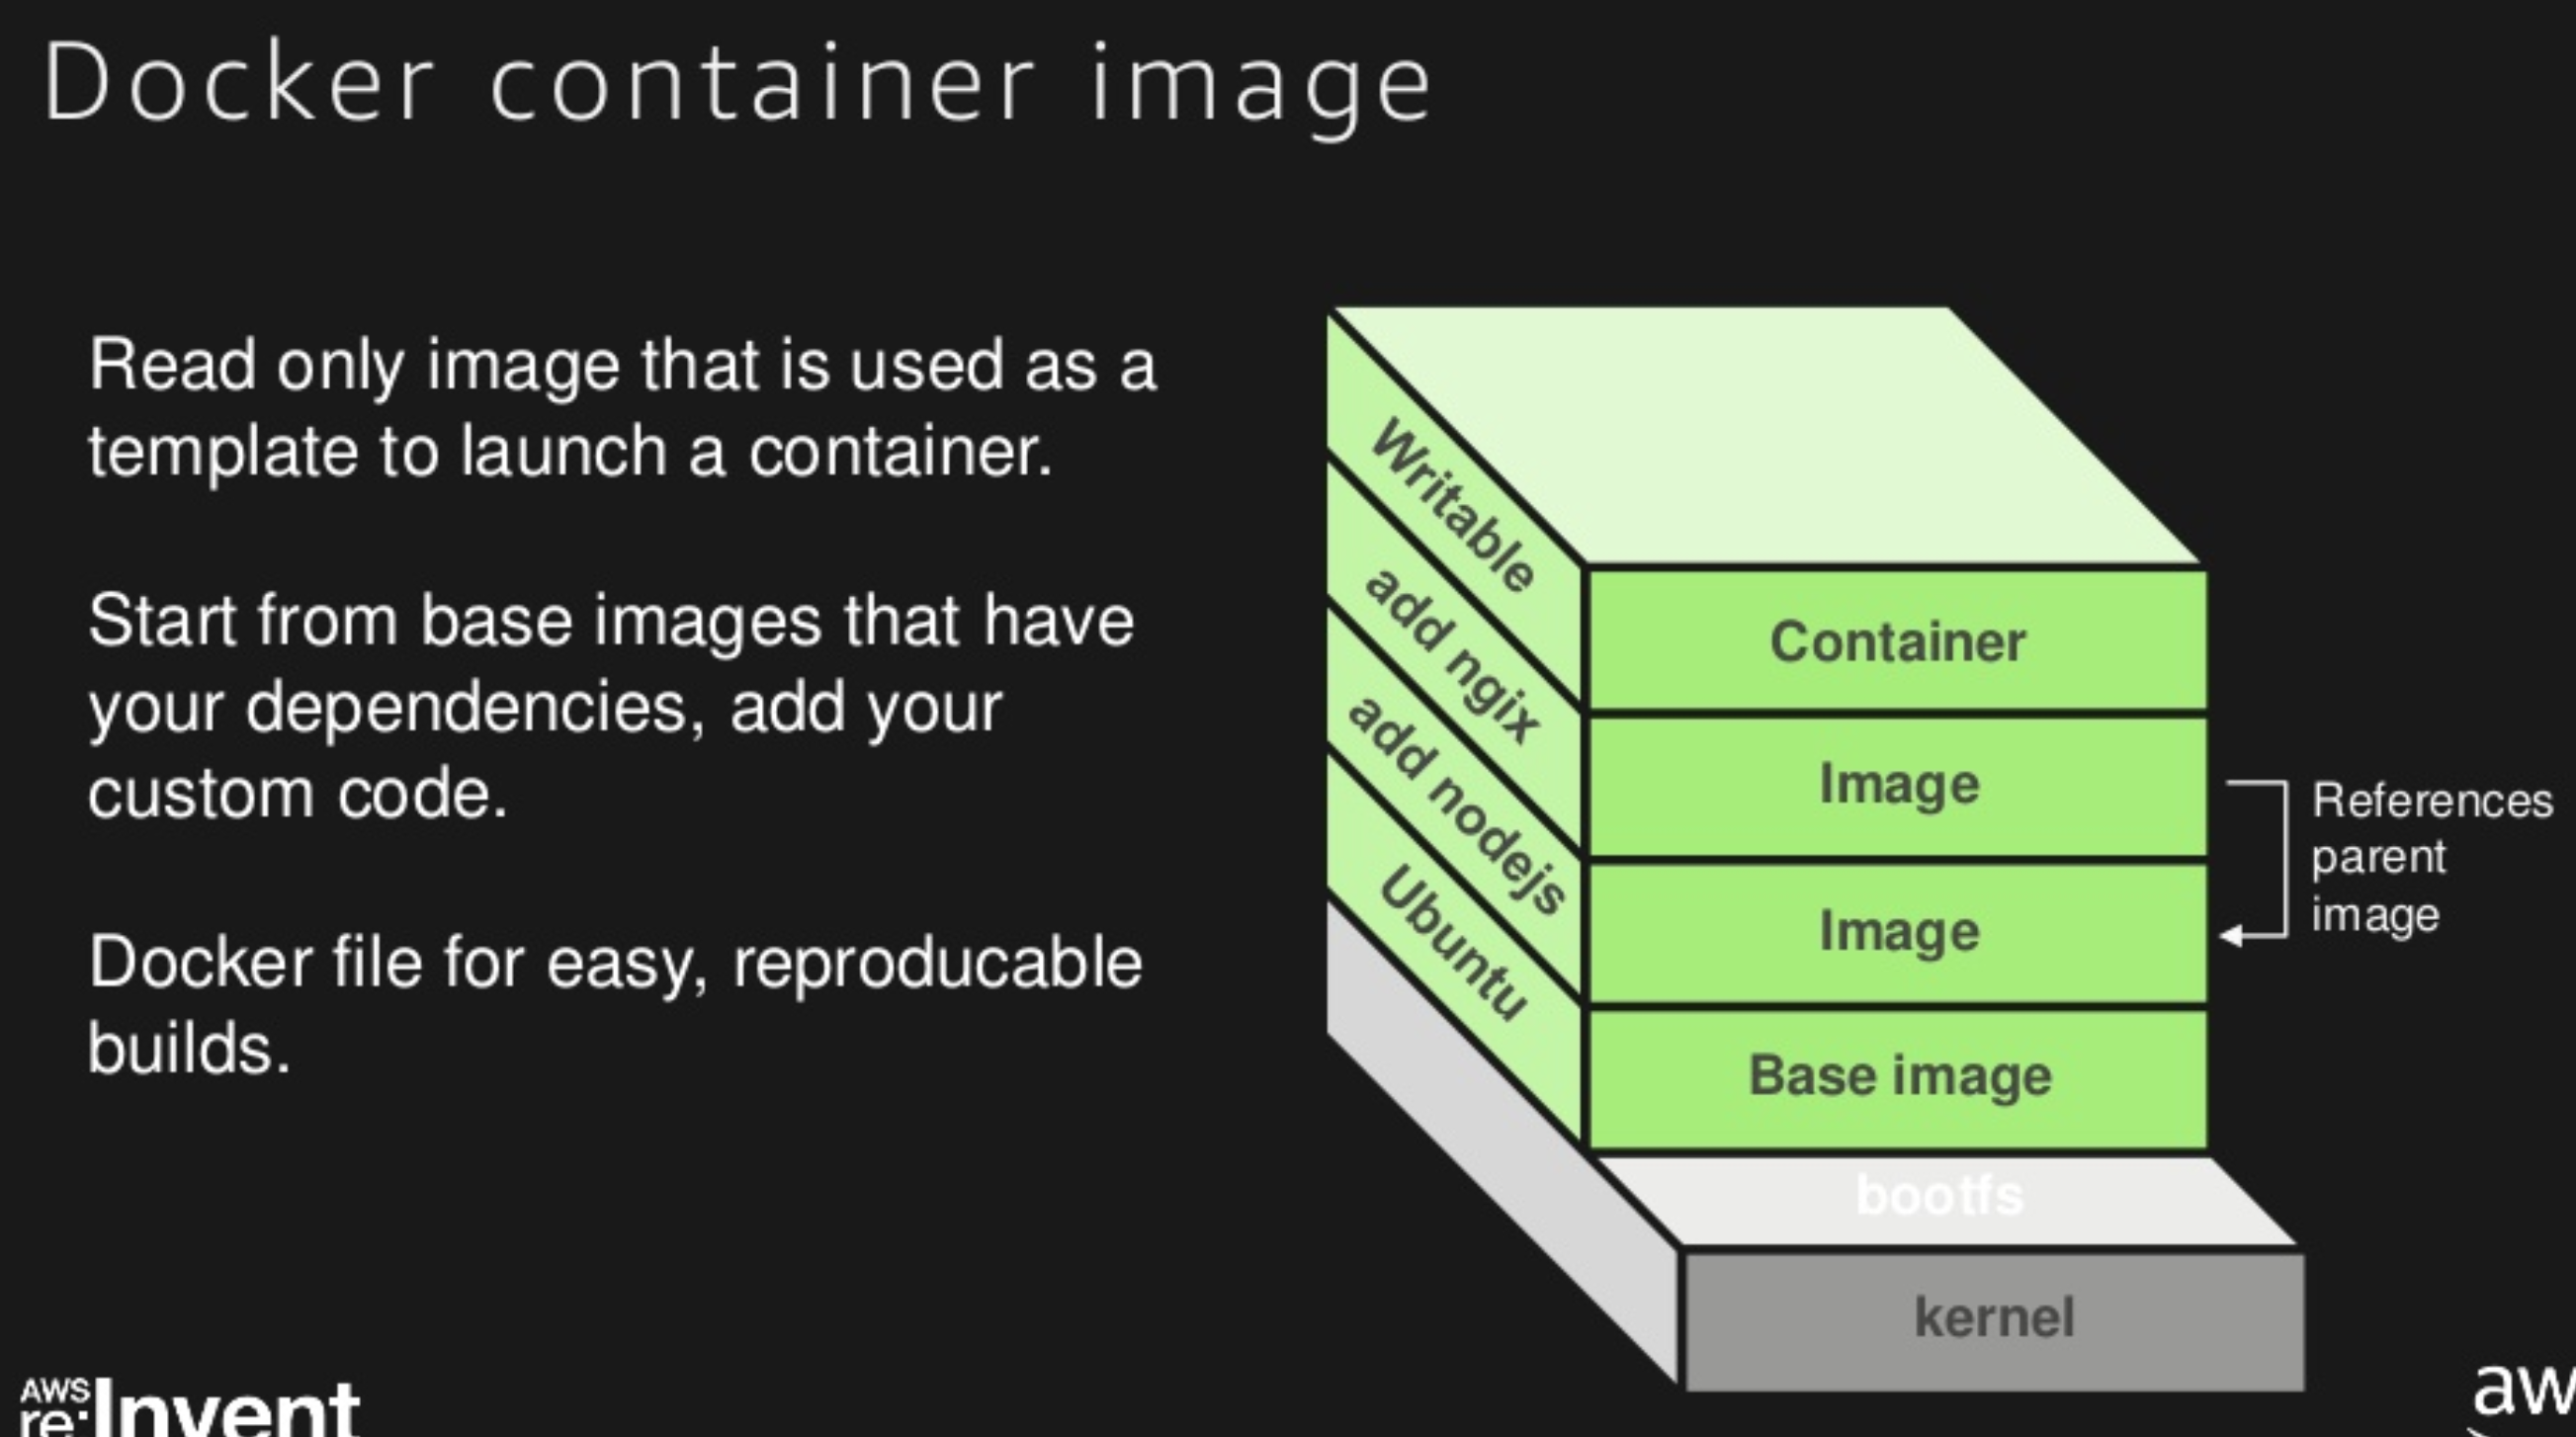 Docker container image
Read only image that is used as a
template to launch a container.
Start from base images that have
your dependencies, add your
custom code.
Docker file for easy, reproducable
builds.
Writable
add ngix
add nodejs
Ubuntu
Container
Image
Image
Base image
bootfs
kernel
References
parent
image
AWS
re:Invent
aw